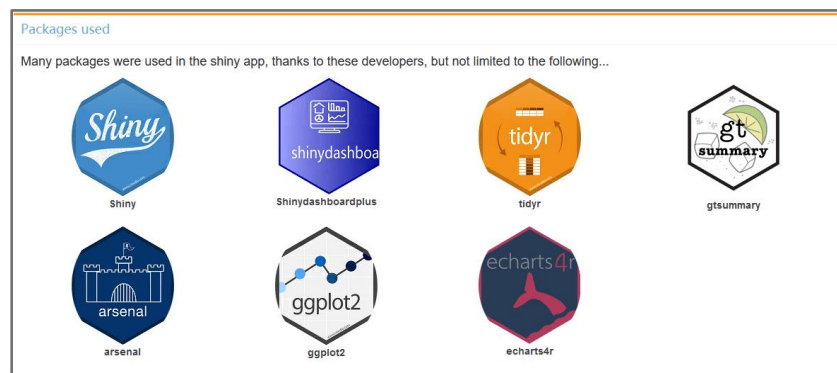 Packages used
Many packages were used in the shiny app, thanks to these developers, but not limited to the following...
Shiny
shinydashboa
tidyr
gt
summary
Shiny
Shinydashboardplus
tidyr
gtsummary
arsenal
ggplot2
echarts4r
arsenal
ggplot2
echarts4r